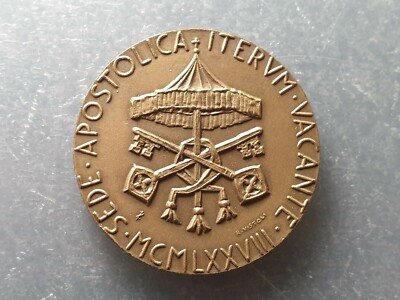 · SEDE · APOSTOLICA ITERVM · VACANTE · MCMLXXVIII